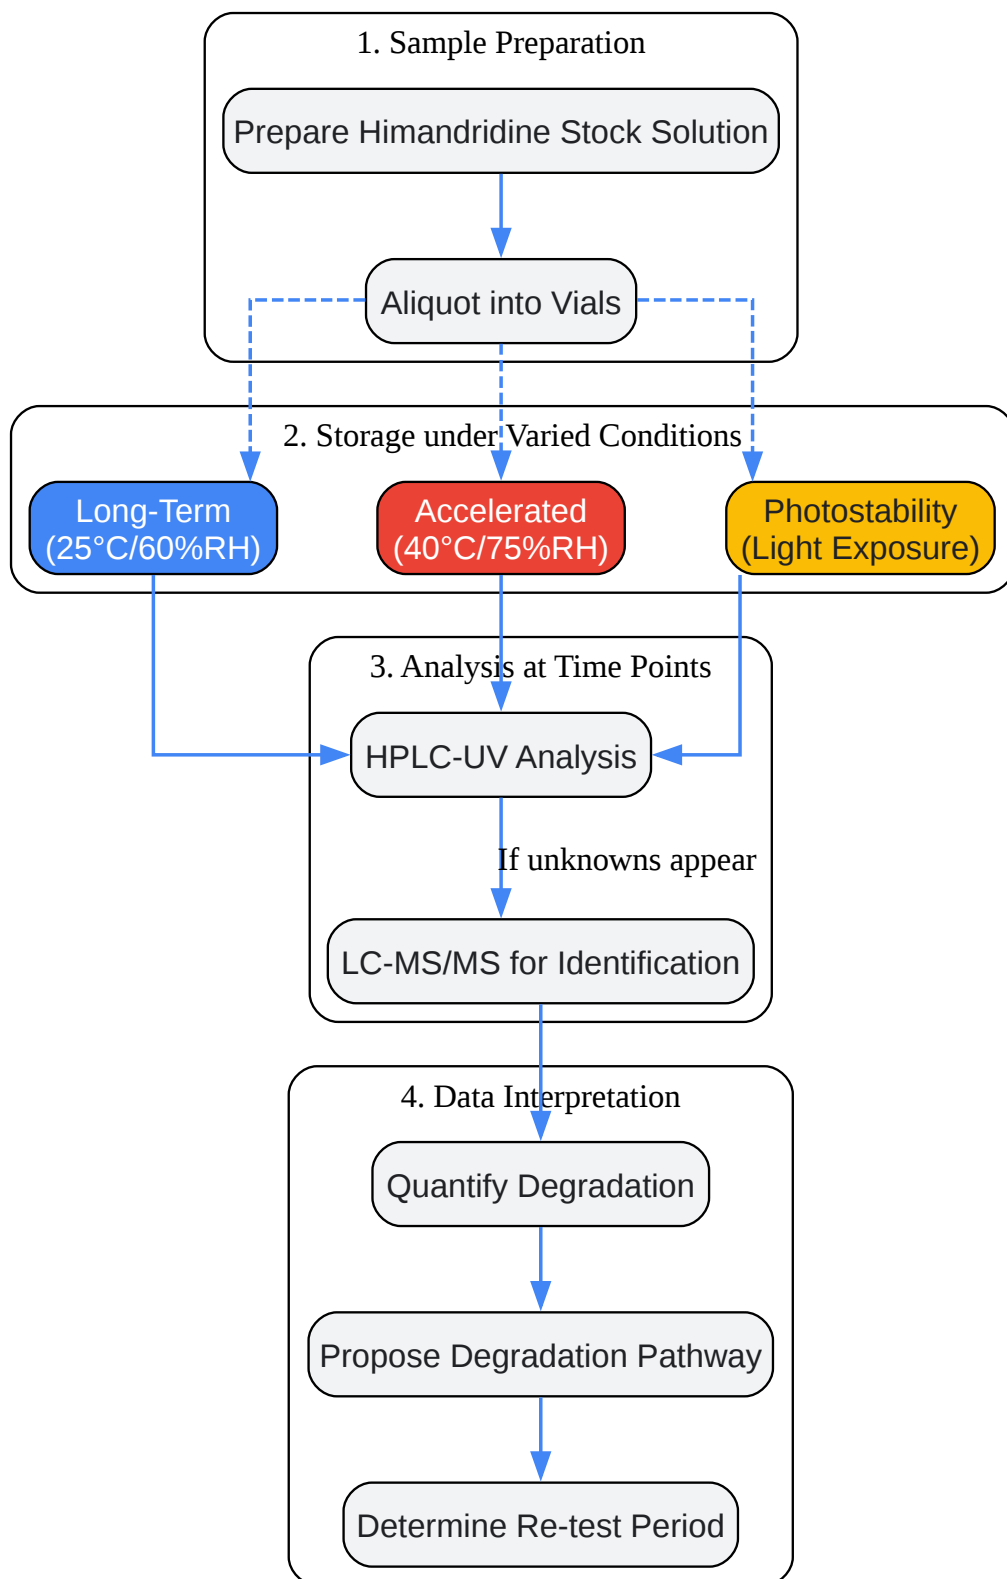 1. Sample Preparation
Prepare Himandridine Stock Solution
Aliquot into Vials
2. Storage under Varied Conditions
Long-Term
(25°C/60%RH)
Accelerated
(40°C/75%RH)
Photostability
(Light Exposure)
3. Analysis at Time Points
HPLC-UV Analysis
If unknowns appear
LC-MS/MS for Identification
4. Data Interpretation
Quantify Degradation
Propose Degradation Pathway
Determine Re-test Period